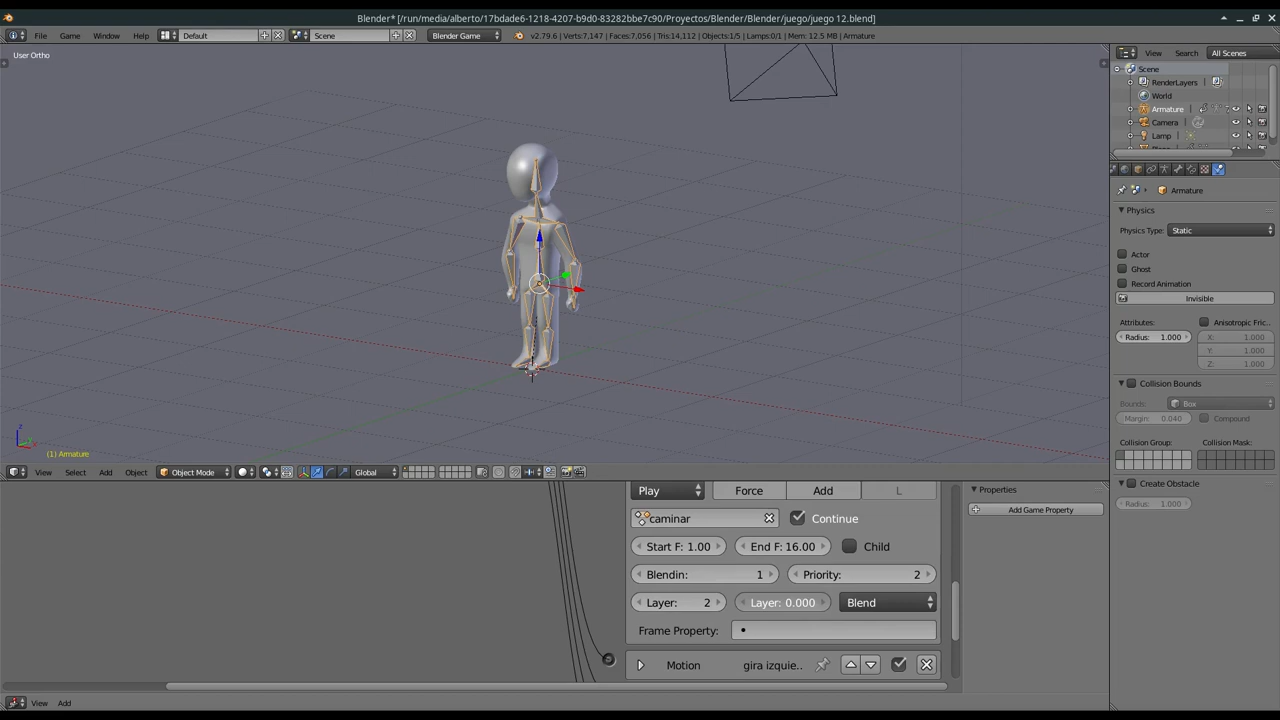 Blender* [/run/media/alberto/17bdade6-1218-4207-b9d0-83282bbe7c90/Proyectos/Blender/Blender/juego/juego 12.blend]
File Game Window Help Default Scene Blender Game v2.79.6 | Verts:7,147 | Faces:7,056 | Tris:14,112 | Objects:1/5 | Lamps:0/1 | Mem: 12.5 MB | Armature
User Ortho
View Search All Scenes
Scene
RenderLayers
World
Armature
Camera
Lamp
Armature
Physics
Physics Type: Static
Actor
Ghost
Record Animation
Invisible
Attributes: Anisotropic Fric...
Radius: 1.000 X: 1.000
Y: 1.000
Z: 1.000
Collision Bounds
Bounds: Box
Margin: 0.040 Compound
Collision Group: Collision Mask:
Create Obstacle
Radius: 1.000
z
(1) Armature
View Select Add Object Object Mode Global
Play Force Add L
caminar Continue
Start F: 1.00 End F: 16.00 Child
Blendin: 1 Priority: 2
Layer: 2 Layer: 0.000 Blend
Frame Property:
Motion gira izquie..
Properties
Add Game Property
View Add